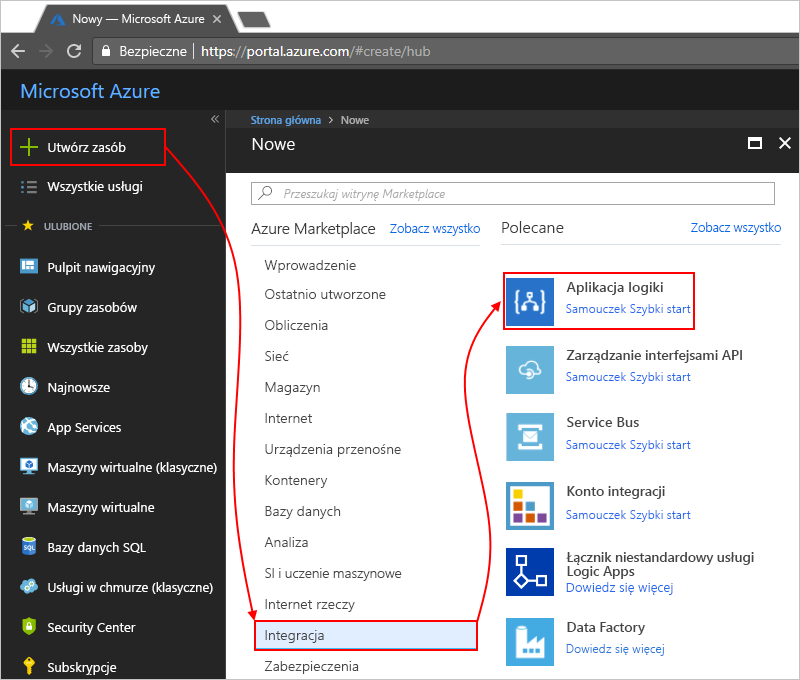 Nowy — Microsoft Azure
Bezpieczne
https://portal.azure.com/#create/hub
Microsoft Azure
Utwórz zasób
Wszystkie usługi
ULUBIONE
Pulpit nawigacyjny
Grupy zasobów
Wszystkie zasoby
Najnowsze
App Services
Maszyny wirtualne (klasyczne)
Maszyny wirtualne
SQL
Bazy danych SQL
Usługi w chmurze (klasyczne)
Security Center
Subskrypcje
Strona główna > Nowe
Nowe
Przeszukaj witrynę Marketplace
Azure Marketplace
Zobacz wszystko
Wprowadzenie
Ostatnio utworzone
Obliczenia
Sieć
Magazyn
Internet
Urządzenia przenośne
Kontenery
Bazy danych
Analiza
SI i uczenie maszynowe
Internet rzeczy
Integracja
Zabezpieczenia
Polecane
Zobacz wszystko
Aplikacja logiki
Samouczek Szybki start
Zarządzanie interfejsami API
Samouczek Szybki start
Service Bus
Samouczek Szybki start
Konto integracji
Samouczek Szybki start
Łącznik niestandardowy usługi
Logic Apps
Dowiedz się więcej
Data Factory
Dowiedz się więcej